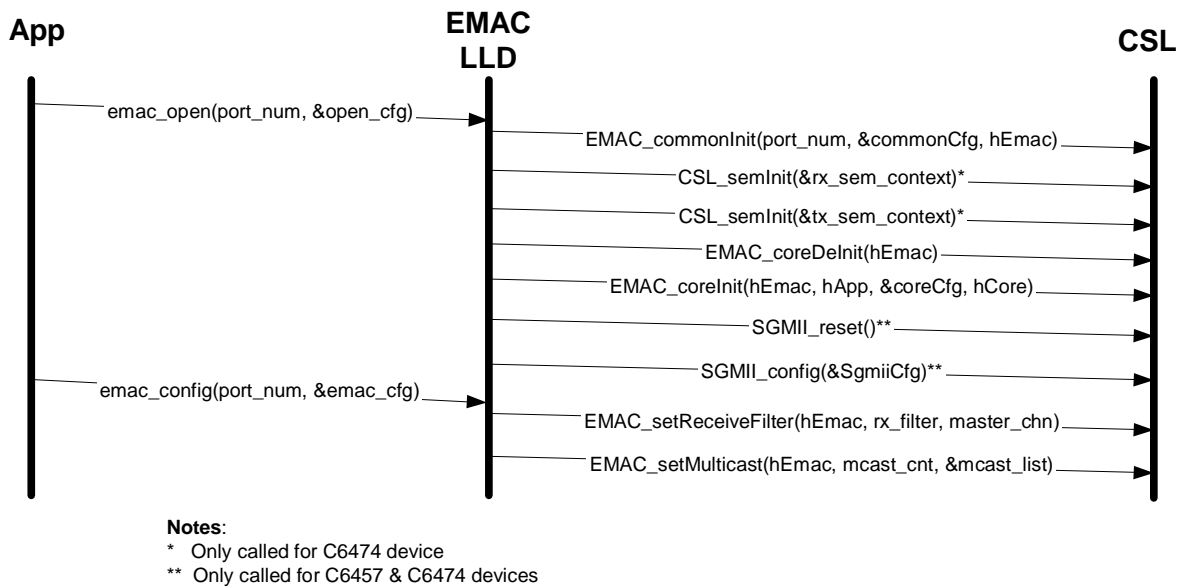 App
EMAC
LLD
CSL
emac_open(port_num, &open_cfg)
EMAC_commonInit(port_num, &commonCfg, hEmac)
CSL_semInit(&rx_sem_context)*
CSL_semInit(&tx_sem_context)*
EMAC_coreDeInit(hEmac)
EMAC_coreInit(hEmac, hApp, &coreCfg, hCore)
SGMII_reset()**
SGMII_config(&SgmiiCfg)**
emac_config(port_num, &emac_cfg)
EMAC_setReceiveFilter(hEmac, rx_filter, master_chn)
EMAC_setMulticast(hEmac, mcast_cnt, &mcast_list)
Notes:
* Only called for C6474 device
** Only called for C6457 & C6474 devices